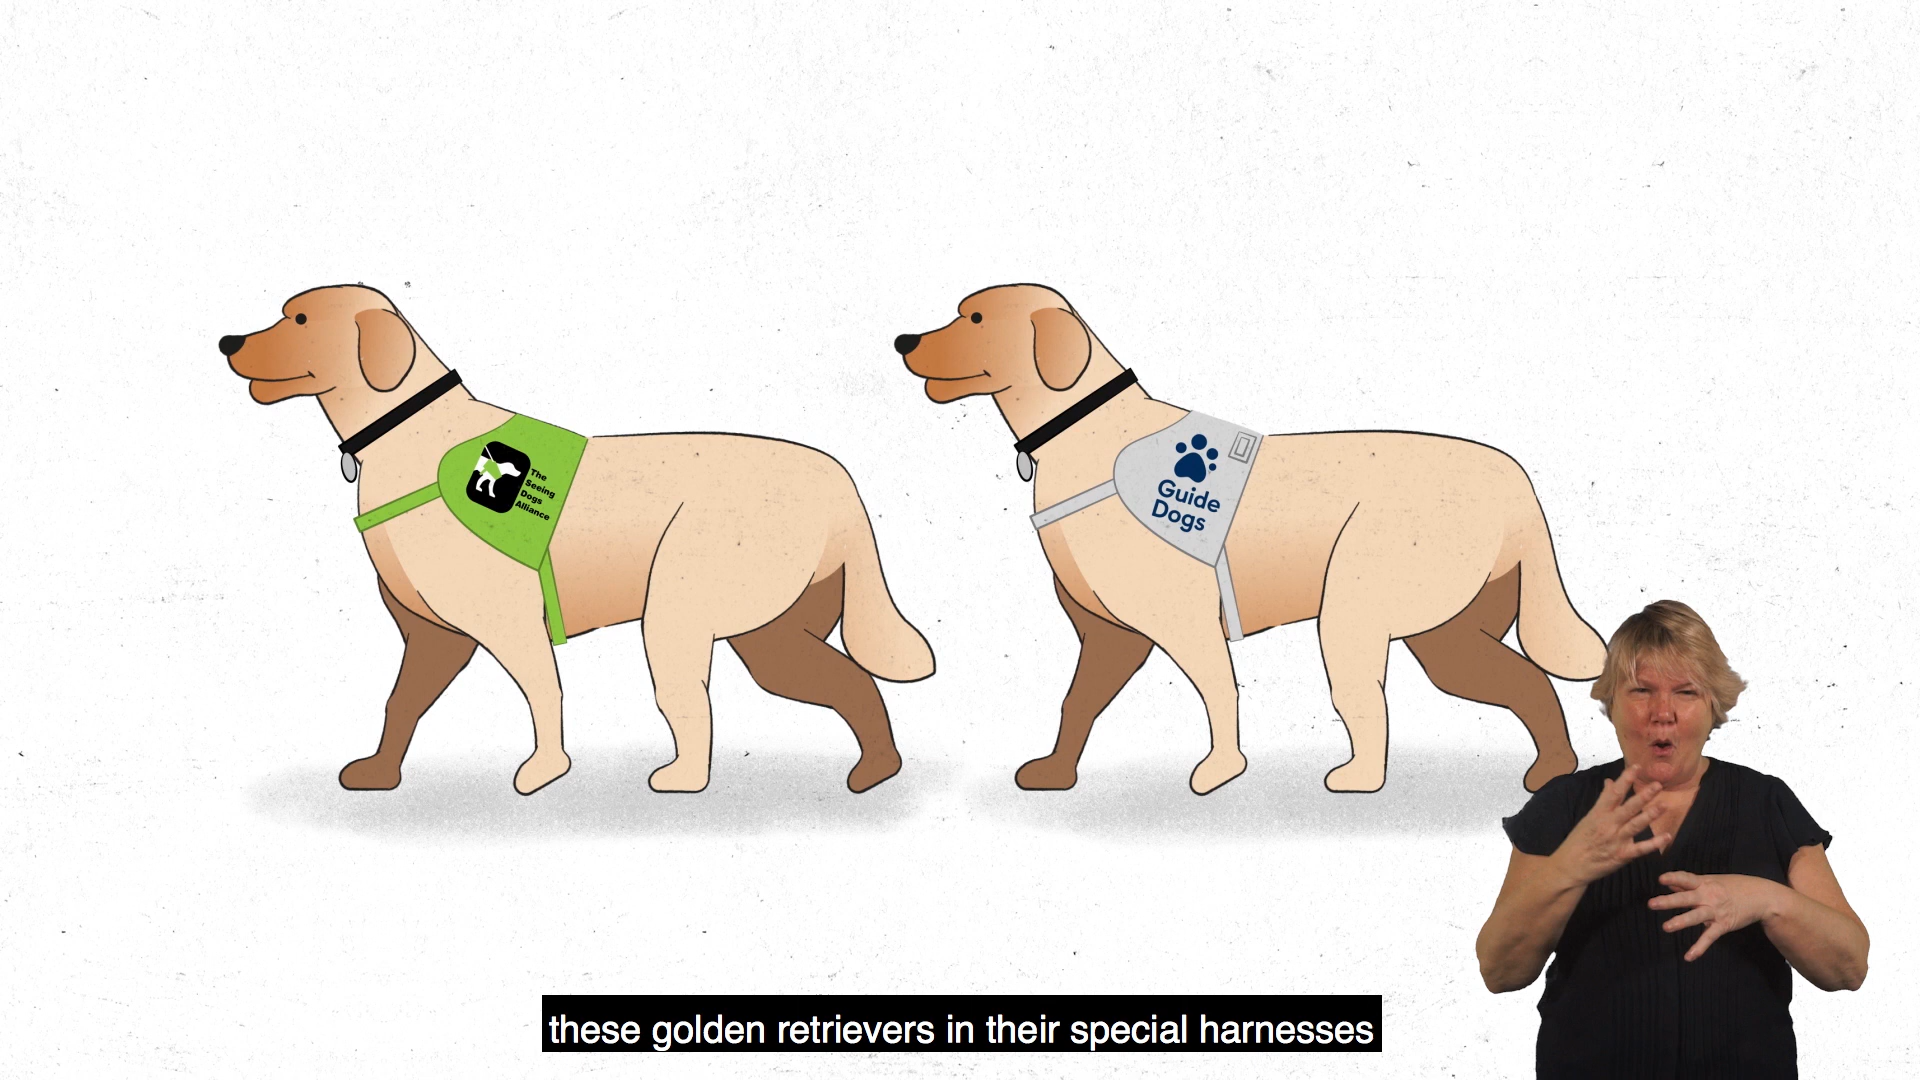 The
Seeing
Dogs
Alliance
Guide
Dogs
these golden retrievers in their special harnesses